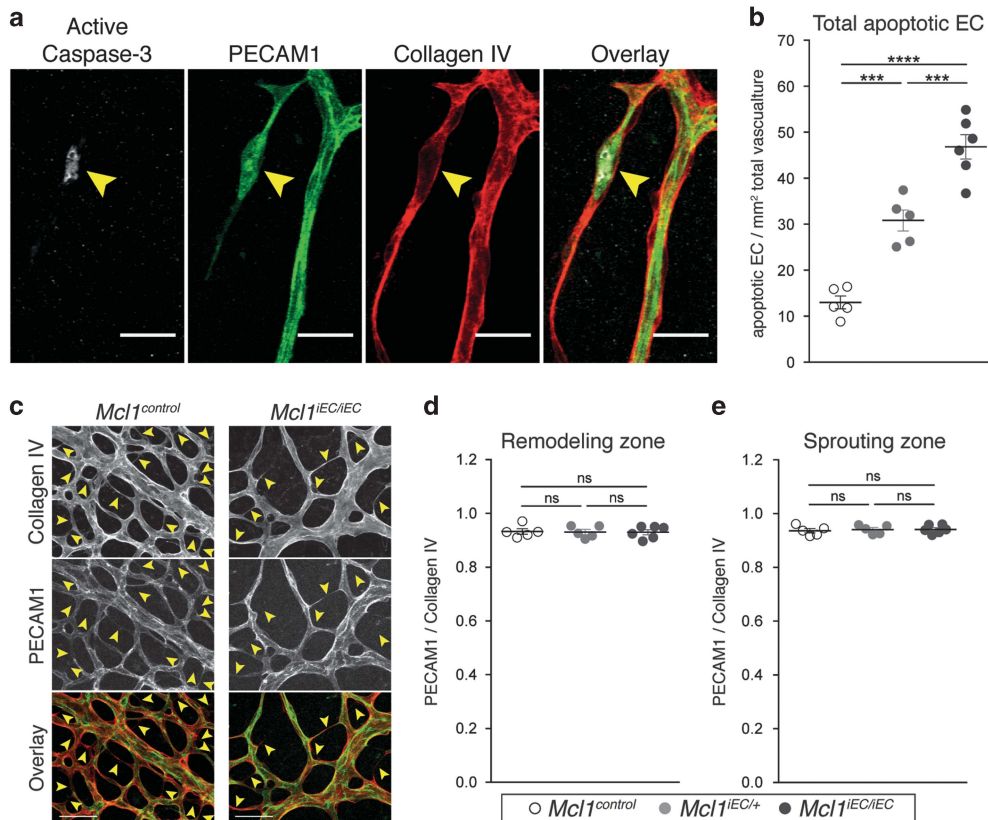 a
Active
Caspase-3
PECAM1
Collagen IV
Overlay
b
Total apoptotic EC
apoptotic EC / mm² total vascualture
70
60
50
40
30
20
10
0
****
*** ***
c
Mcl1control
Mcl1iEC/iEC
Collagen IV
PECAM1
Overlay
d
Remodeling zone
PECAM1 / Collagen IV
1.2
1.0
0.8
0.6
0.4
0.2
0.0
ns
ns ns
e
Sprouting zone
PECAM1 / Collagen IV
1.2
1.0
0.8
0.6
0.4
0.2
0.0
ns
ns ns
Mcl1control Mcl1iEC/+ Mcl1iEC/iEC